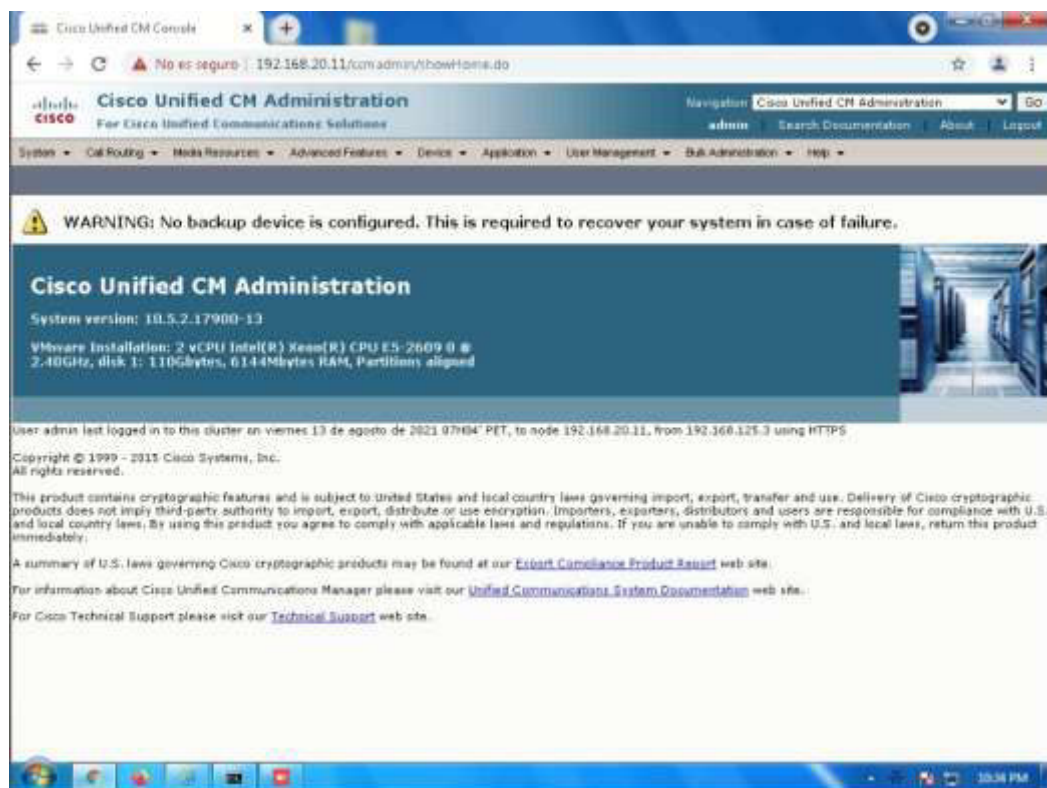 Cisco Unified CM Console
No es seguro | 192.168.20.11/ccmadmin/showHome.do
Cisco Unified CM Administration
For Cisco Unified Communications Solutions
CISCO
Navigation Cisco Unified CM Administration Go
admin Search Documentation About Logout
System Call Routing Media Resources Advanced Features Device Application User Management Bulk Administration Help
WARNING: No backup device is configured. This is required to recover your system in case of failure.
Cisco Unified CM Administration
System version: 10.5.2.17900-13
VMware Installation: 2 vCPU Intel(R) Xeon(R) CPU E5-2609 0 @
2.40GHz, disk 1: 110Gbytes, 6144Mbytes RAM, Partitions aligned
User admin last logged in to this cluster on viernes 13 de agosto de 2021 07H04' PET, to node 192.168.20.11, from 192.168.125.3 using HTTPS
Copyright © 1999 - 2015 Cisco Systems, Inc.
All rights reserved.
This product contains cryptographic features and is subject to United States and local country laws governing import, export, transfer and use. Delivery of Cisco cryptographic
products does not imply third-party authority to import, export, distribute or use encryption. Importers, exporters, distributors and users are responsible for compliance with U.S.
and local country laws. By using this product you agree to comply with applicable laws and regulations. If you are unable to comply with U.S. and local laws, return this product
immediately.
A summary of U.S. laws governing Cisco cryptographic products may be found at our Export Compliance Product Report web site.
For information about Cisco Unified Communications Manager please visit our Unified Communications System Documentation web site.
For Cisco Technical Support please visit our Technical Support web site.
10:34 PM